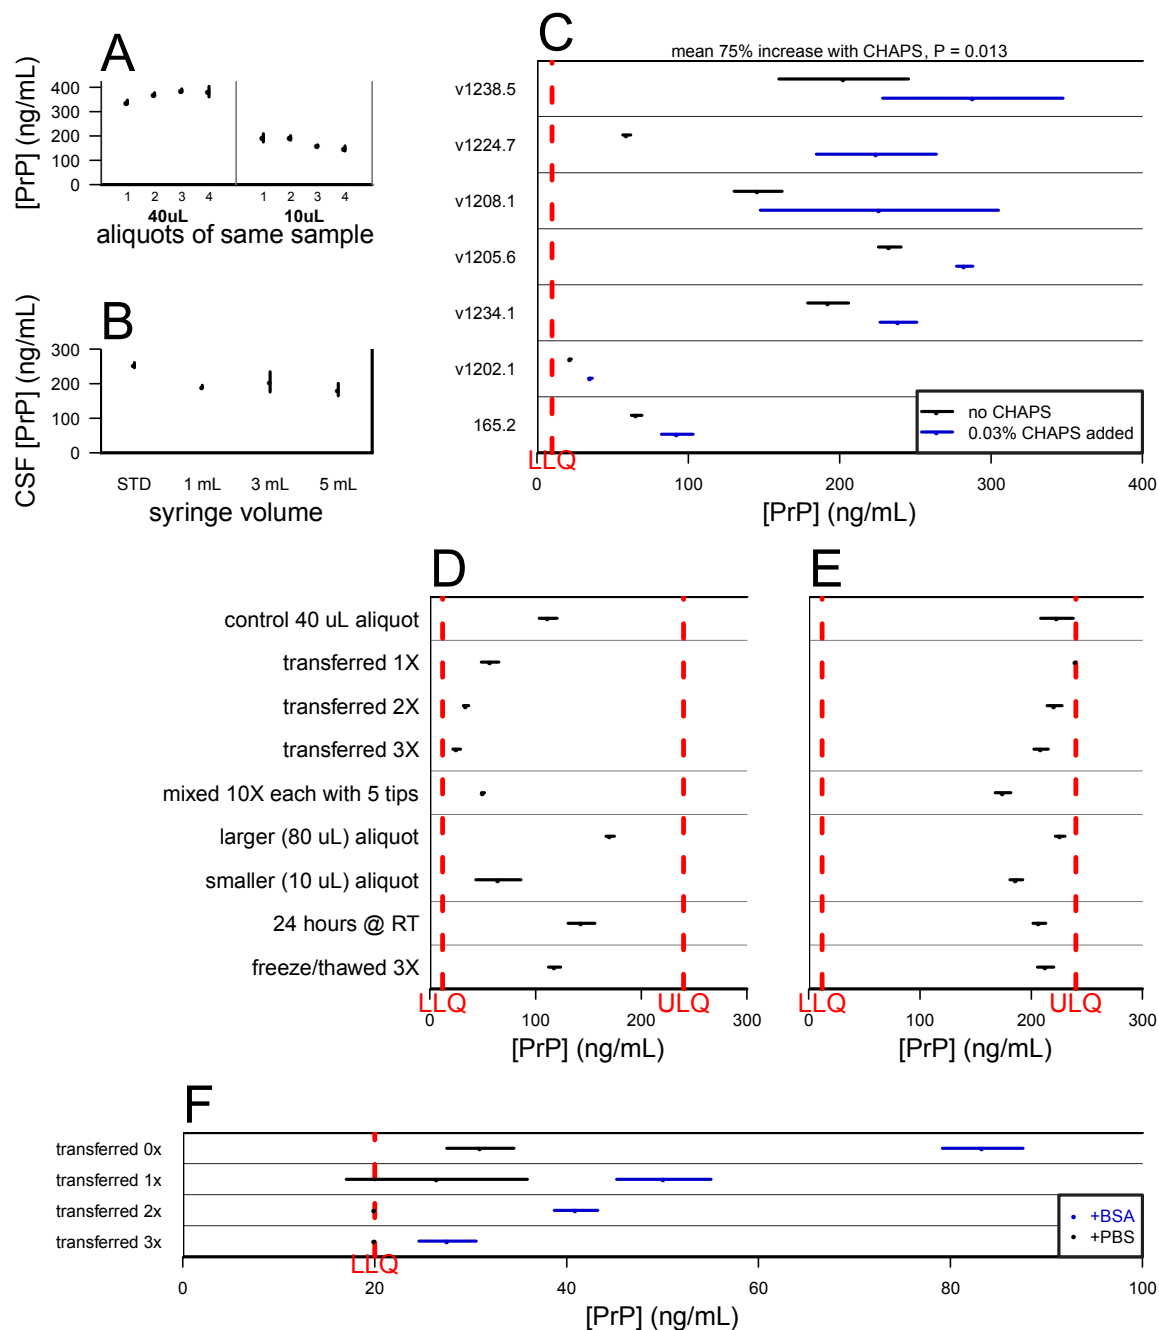 A
[PrP] (ng/mL)
400
300
200
100
0
1 2 3 4 1 2 3 4
40uL 10uL
aliquots of same sample
B
CSF [PrP] (ng/mL)
300
200
100
0
STD 1 mL 3 mL 5 mL
syringe volume
C
mean 75% increase with CHAPS, P = 0.013
v1238.5
v1224.7
v1208.1
v1205.6
v1234.1
v1202.1
165.2
no CHAPS
0.03% CHAPS added
LLQ
0 100 200 300 400
[PrP] (ng/mL)
D
control 40 uL aliquot
transferred 1X
transferred 2X
transferred 3X
mixed 10X each with 5 tips
larger (80 uL) aliquot
smaller (10 uL) aliquot
24 hours @ RT
freeze/thawed 3X
LLQ ULQ
0 100 200 300
[PrP] (ng/mL)
E
LLQ ULQ
0 100 200 300
[PrP] (ng/mL)
F
transferred 0x
transferred 1x
transferred 2x
transferred 3x
+BSA
+PBS
LLQ
0 20 40 60 80 100
[PrP] (ng/mL)